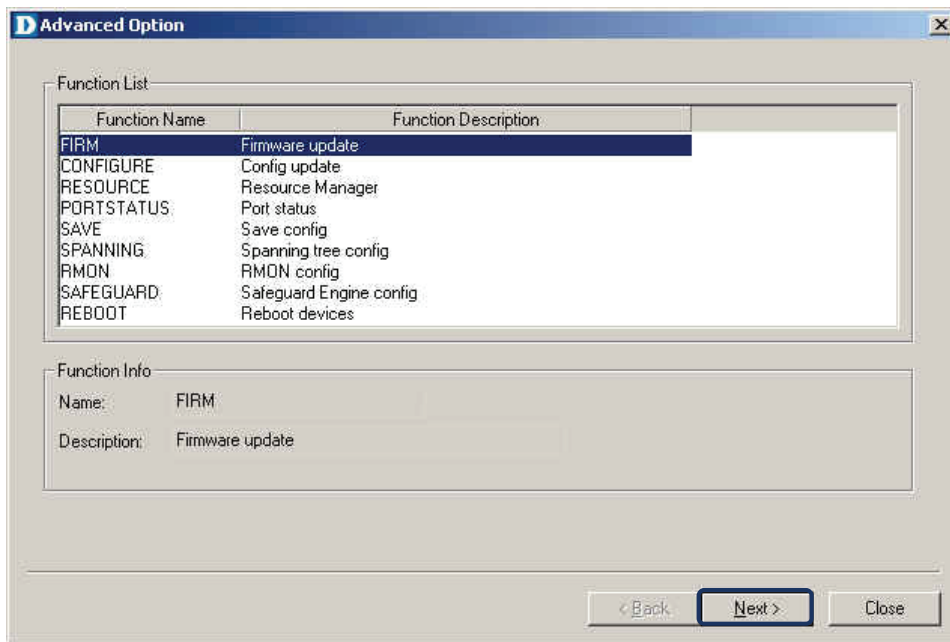 D Advanced Option
Function List
Function Name Function Description
FIRM Firmware update
CONFIGURE Config update
RESOURCE Resource Manager
PORTSTATUS Port status
SAVE Save config
SPANNING Spanning tree config
RMON RMON config
SAFEGUARD Safeguard Engine config
REBOOT Reboot devices
Function Info
Name: FIRM
Description: Firmware update
< Back Next > Close